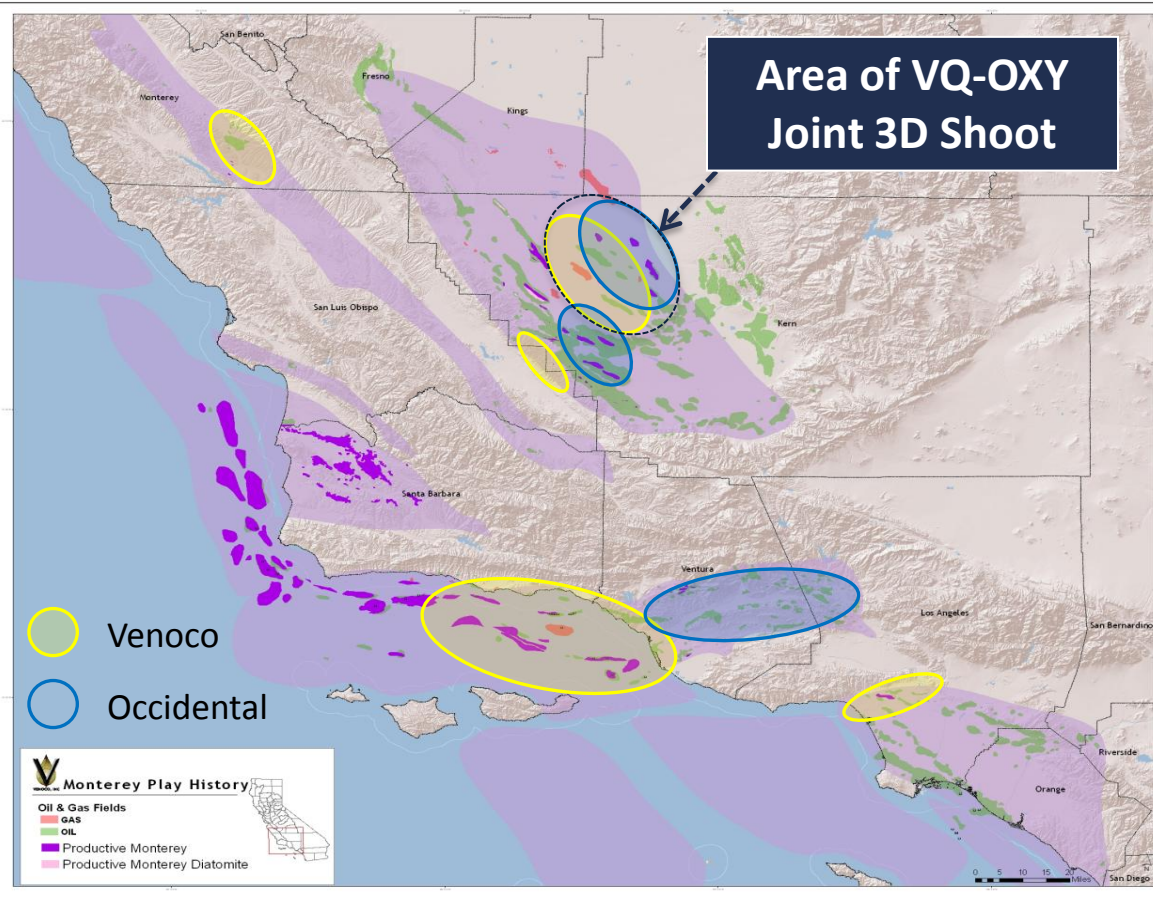 San Benito
Area of VQ-OXY
Joint 3D Shoot
Fresno
Monterey
Kings
San Luis Obispo
Kern
Santa Barbara
Ventura
Los Angeles
San Bernardino
Venoco
Occidental
Riverside
Orange
V
VENOCO, INC
Monterey Play History
Oil & Gas Fields
GAS
OIL
Productive Monterey
Productive Monterey Diatomite
0 5 10 15 20
Miles
N
San Diego